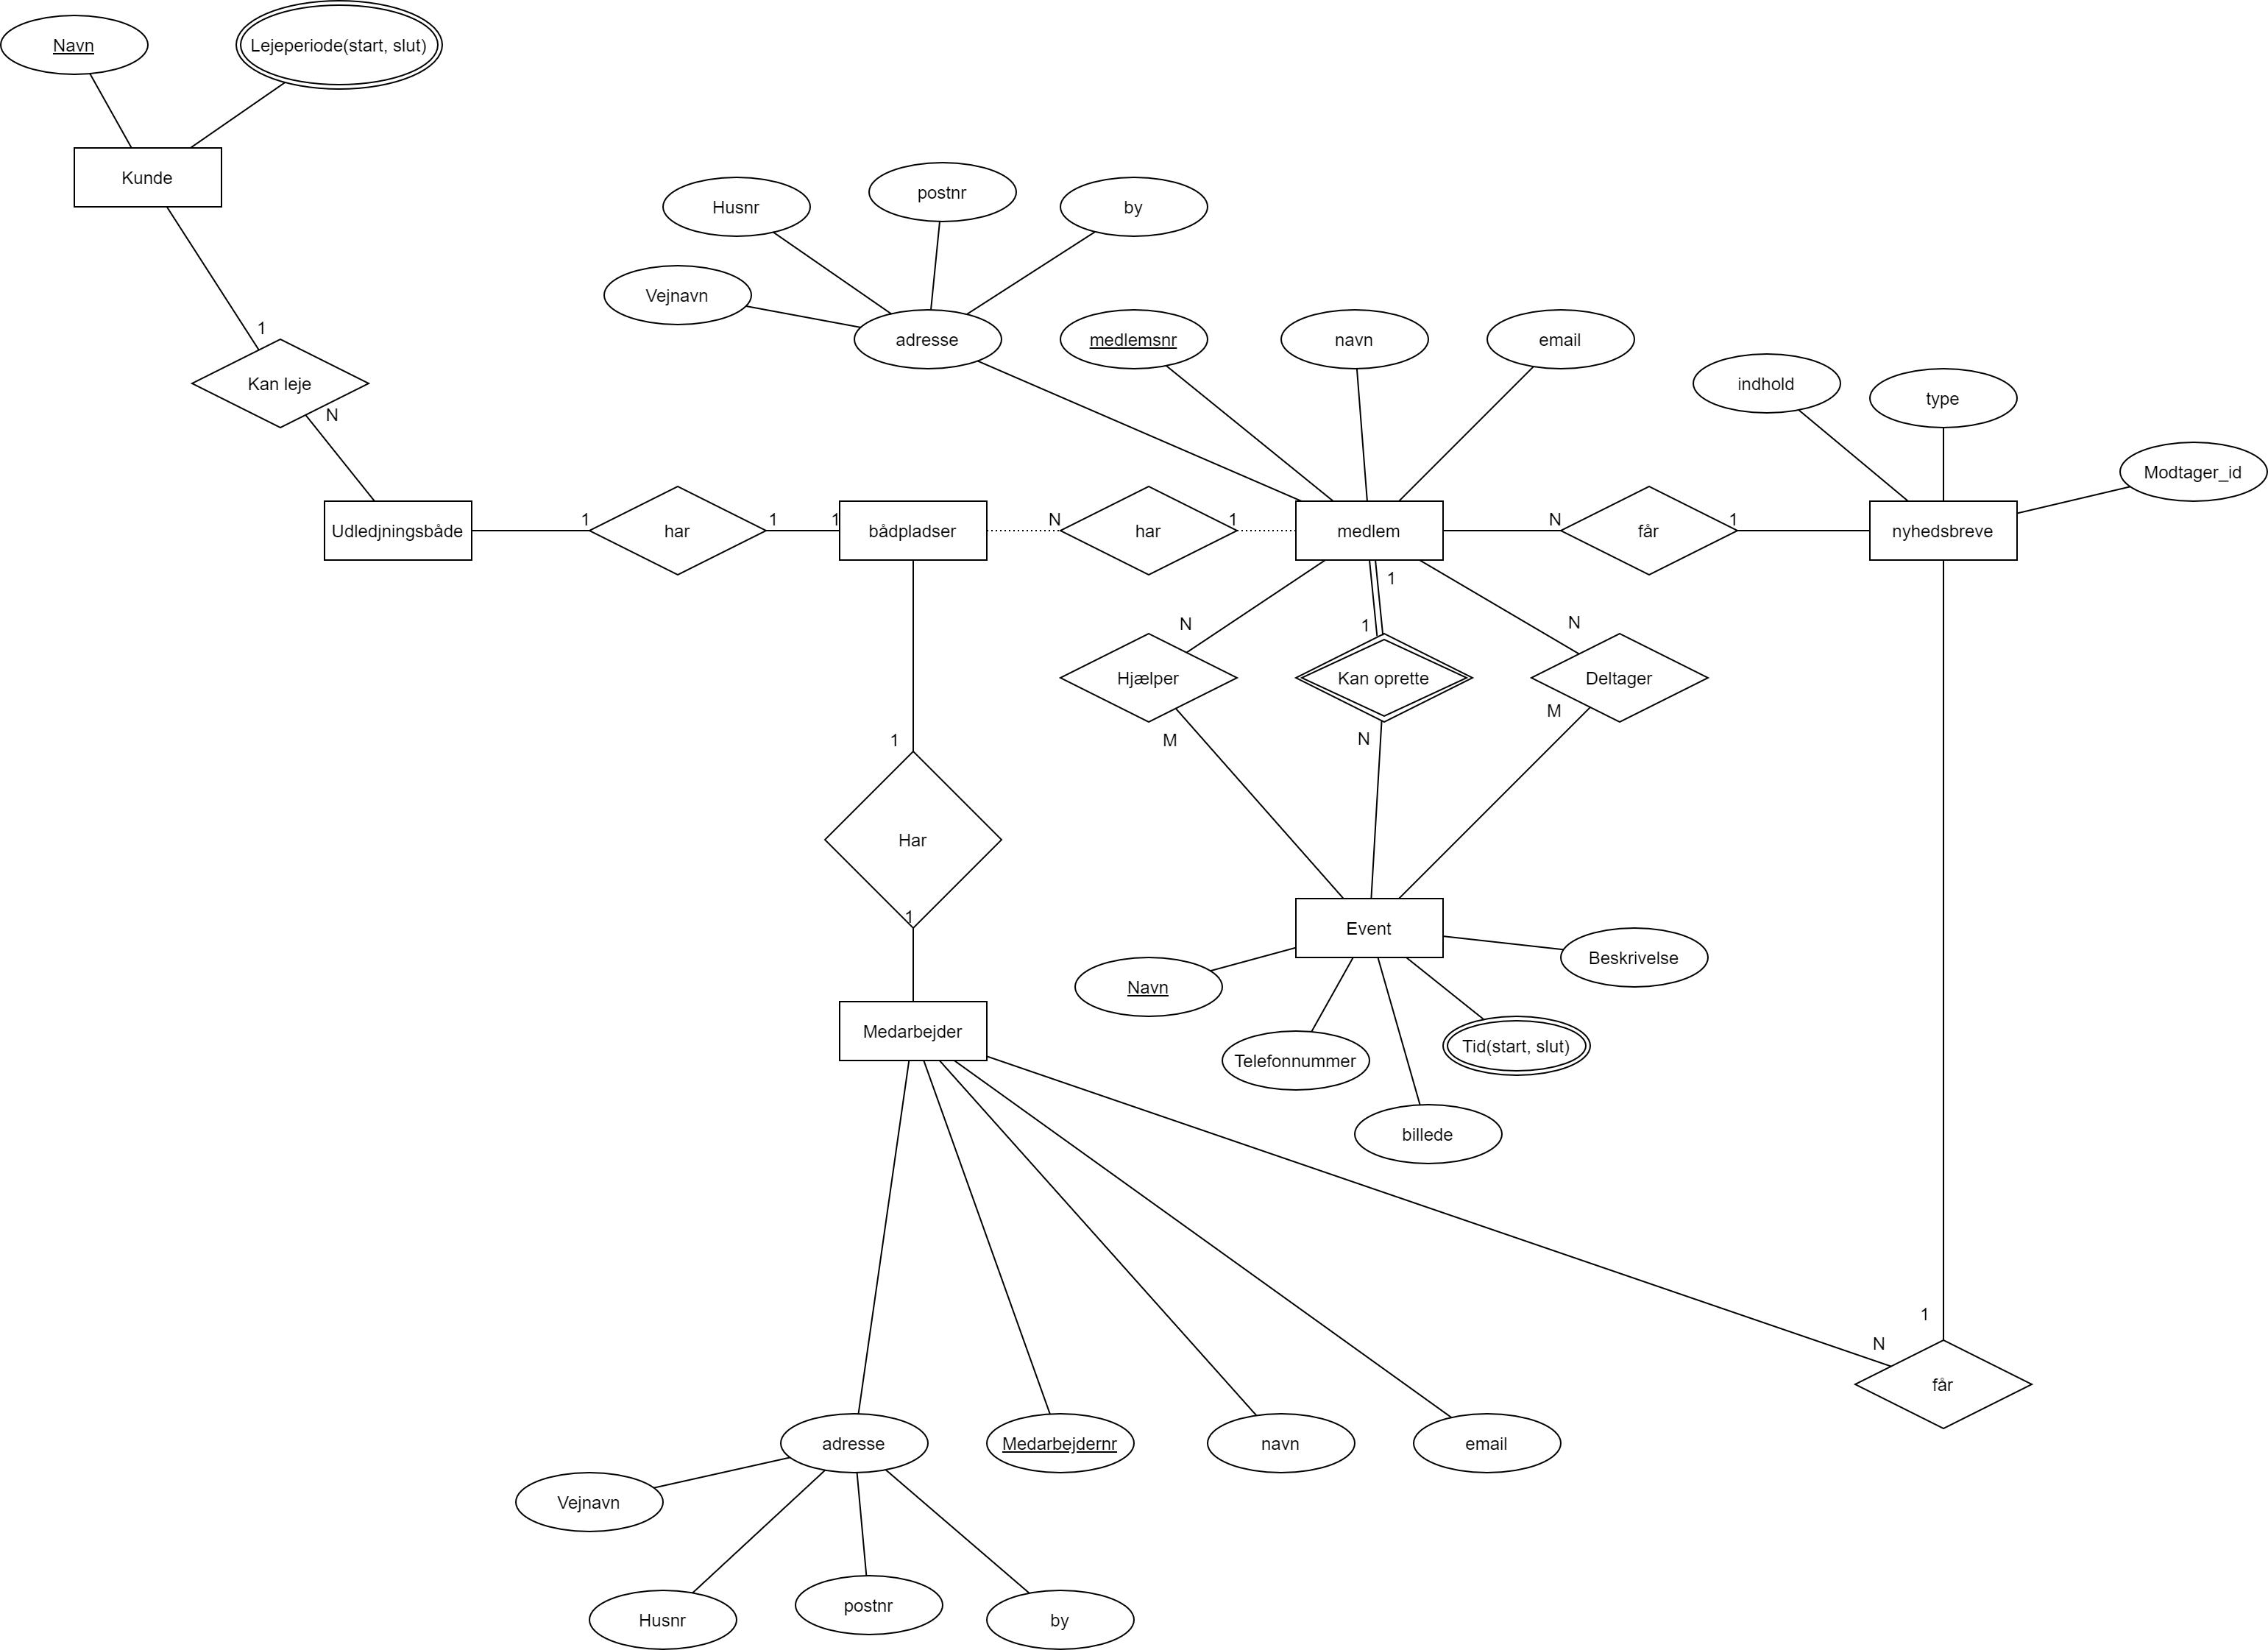 Navn
Lejeperiode(start, slut)
Kunde
Husnr
postnr
by
Vejnavn
adresse
medlemsnr
navn
email
1
Kan leje
N
indhold
type
Modtager_id
Udledjningsbåde
1
har
1
1
bådpladser
N
har
1
medlem
N
får
1
nyhedsbreve
1
N
1
N
Hjælper
Kan oprette
Deltager
M
N
M
1
Har
1
Event
Navn
Beskrivelse
Medarbejder
Telefonnummer
Tid(start, slut)
billede
1
N
får
adresse
Medarbejdernr
navn
email
Vejnavn
Husnr
postnr
by